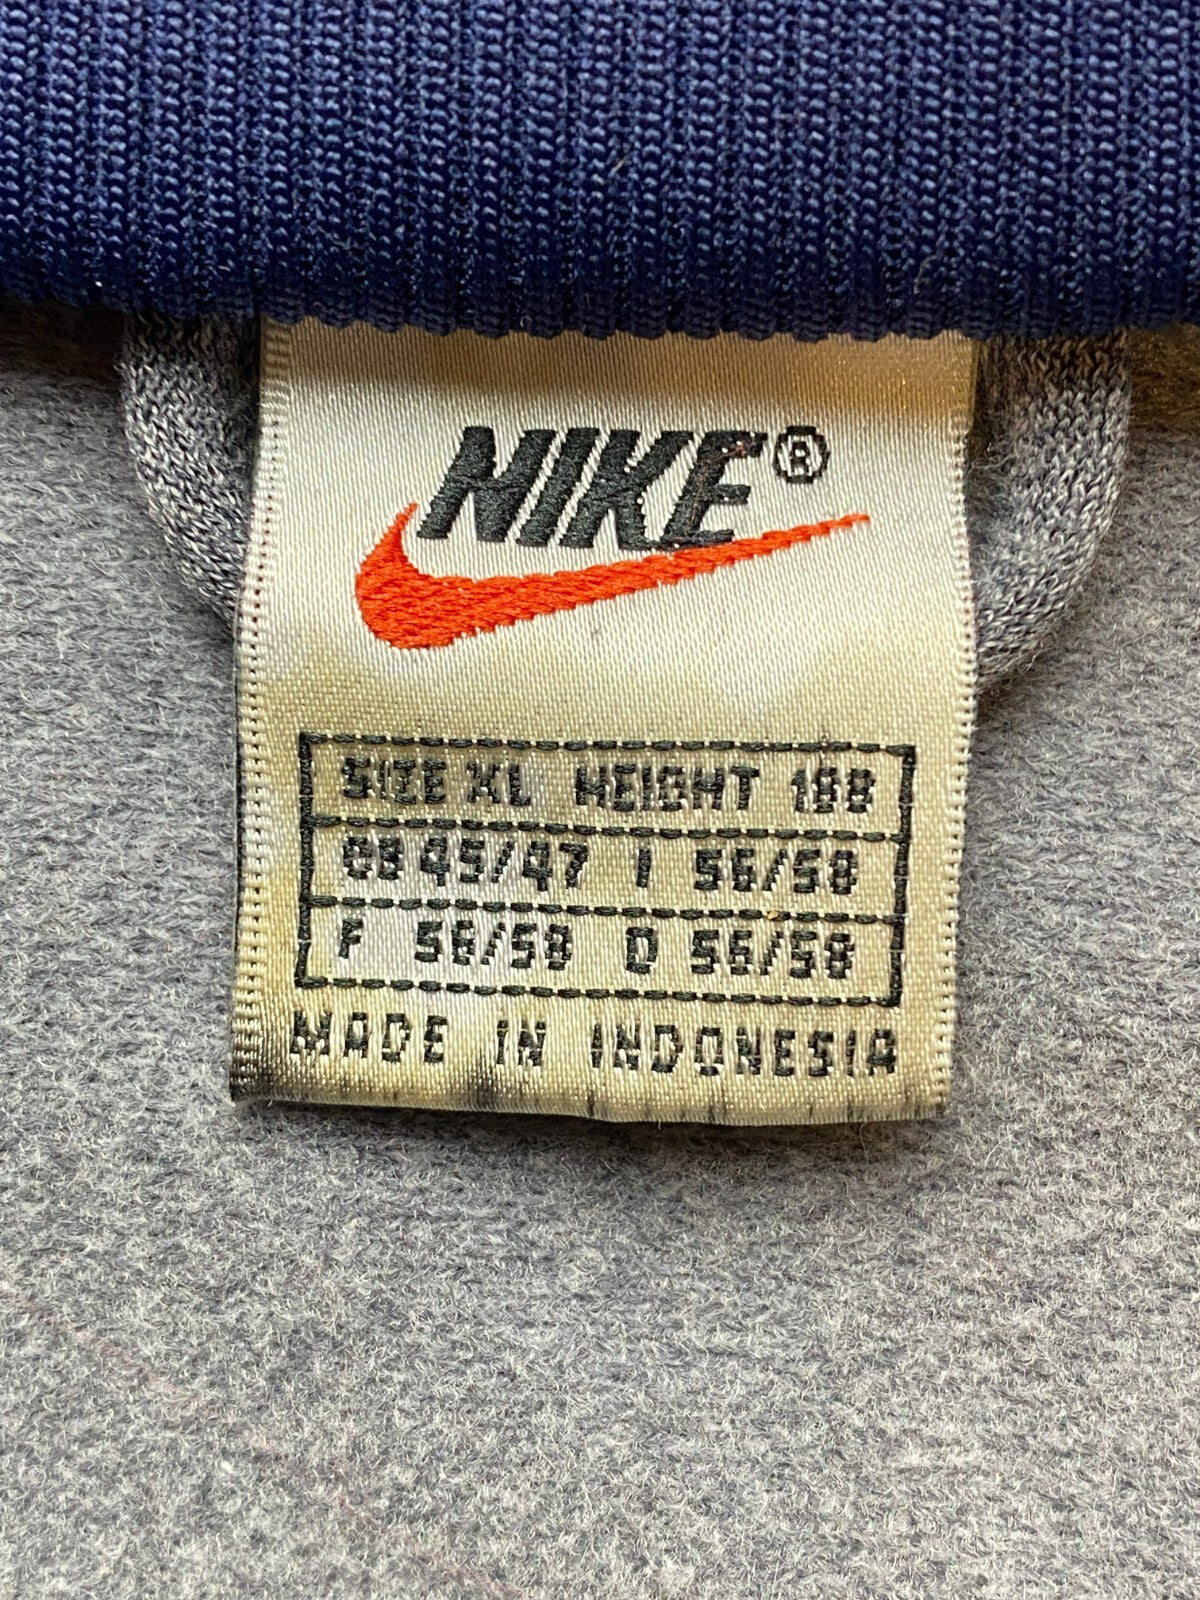 NIKE®
SIZE XL HEIGHT 188
GB 45/47 I 56/58
F 56/58 D 56/58
MADE IN INDONESIA